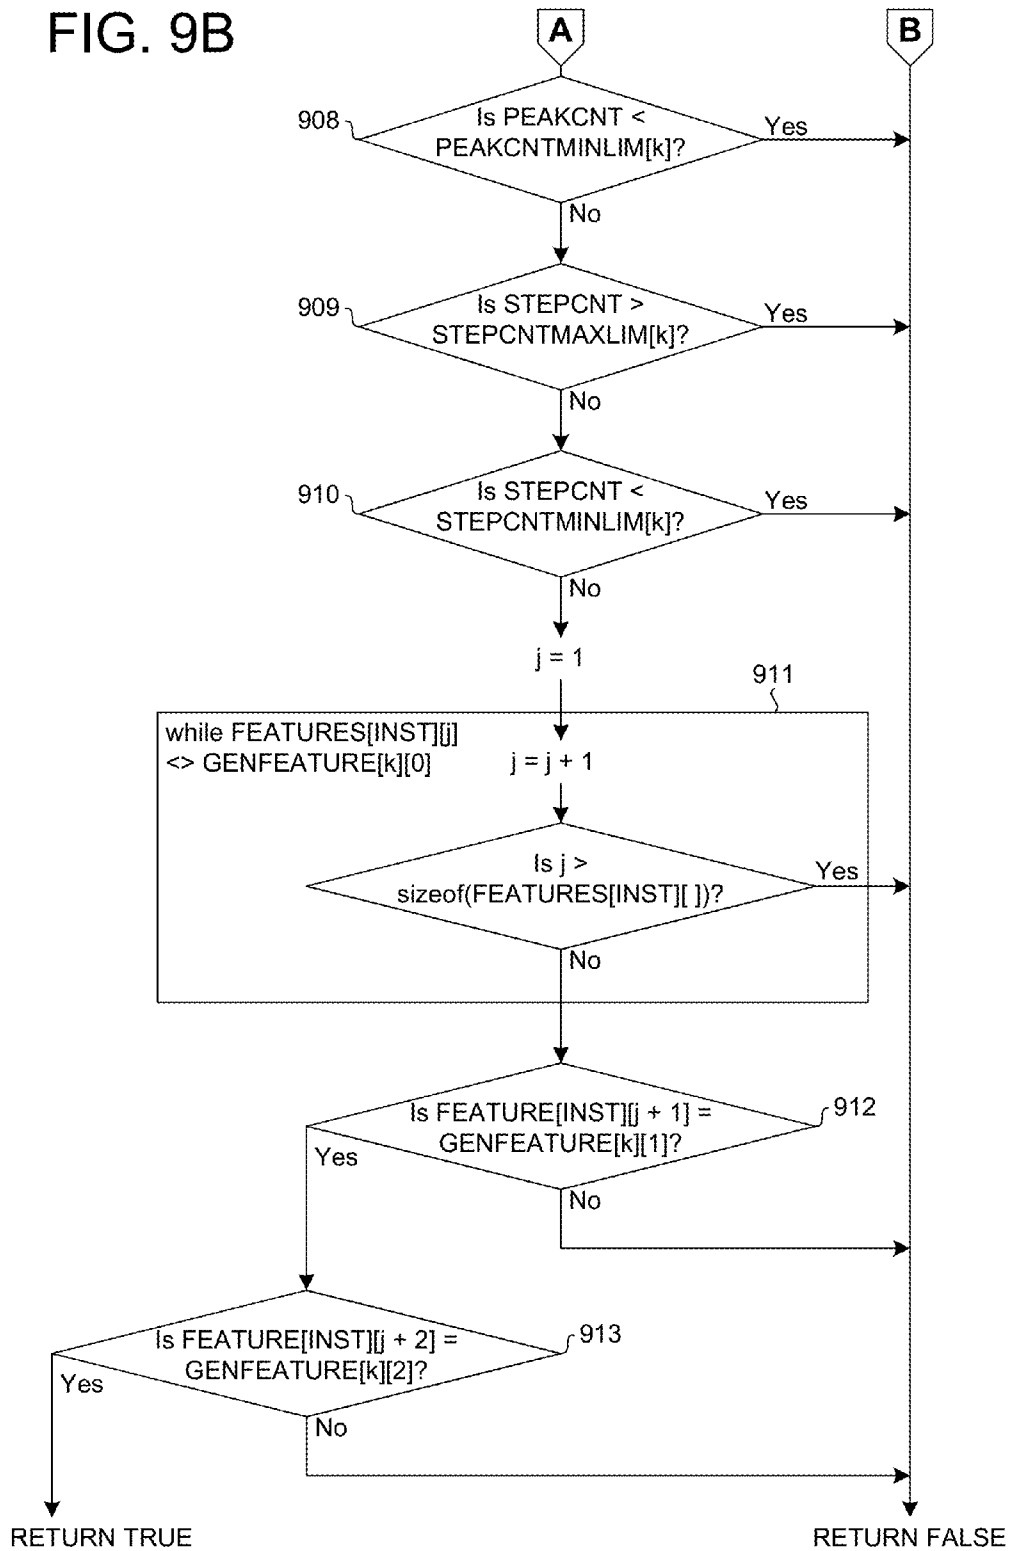 FIG. 9B
A
B
908
Is PEAKCNT <
PEAKCNTMINLIM[k]?
Yes
No
909
Is STEPCNT >
STEPCNTMAXLIM[k]?
Yes
No
910
Is STEPCNT <
STEPCNTMINLIM[k]?
Yes
No
j = 1
911
while FEATURES[INST][j]
<> GENFEATURE[k][0]
j = j + 1
Is j >
sizeof(FEATURES[INST][ ])?
Yes
No
Is FEATURE[INST][j + 1] =
GENFEATURE[k][1]?
912
Yes
No
Is FEATURE[INST][j + 2] =
GENFEATURE[k][2]?
913
Yes
No
RETURN TRUE
RETURN FALSE